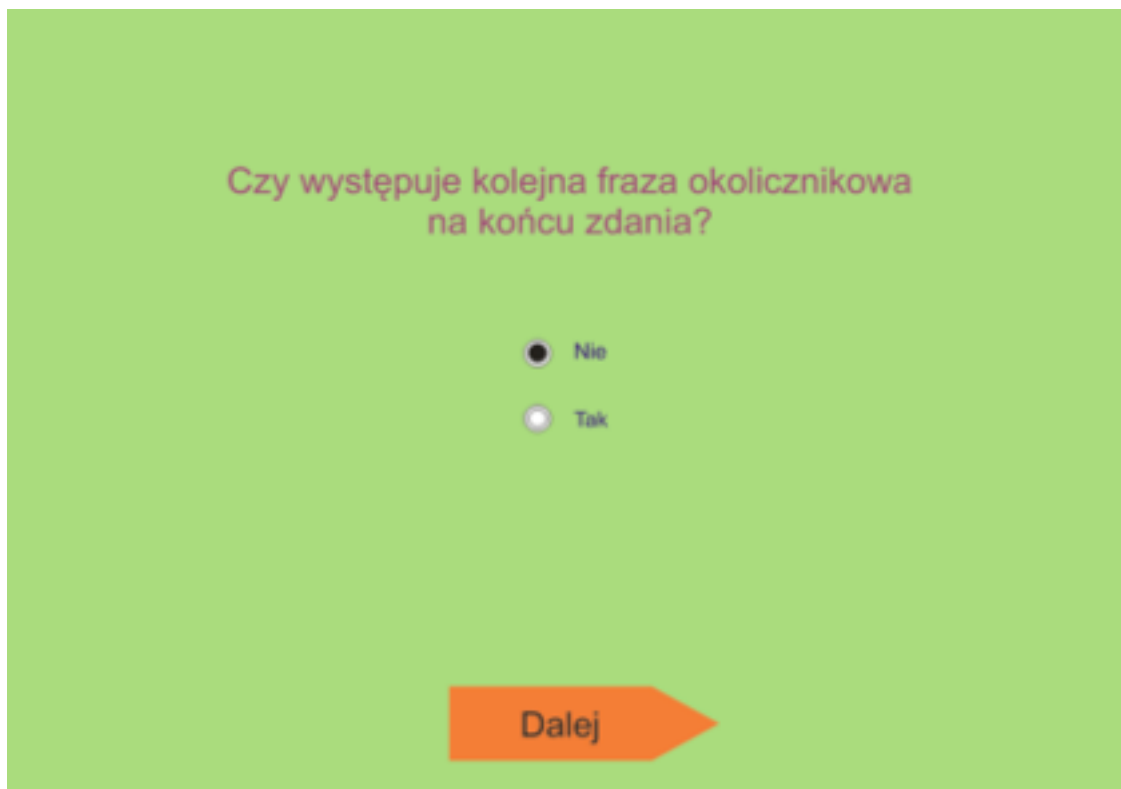 Czy występuje kolejna fraza okolicznikowa
na końcu zdania?
Nie
Tak
Dalej